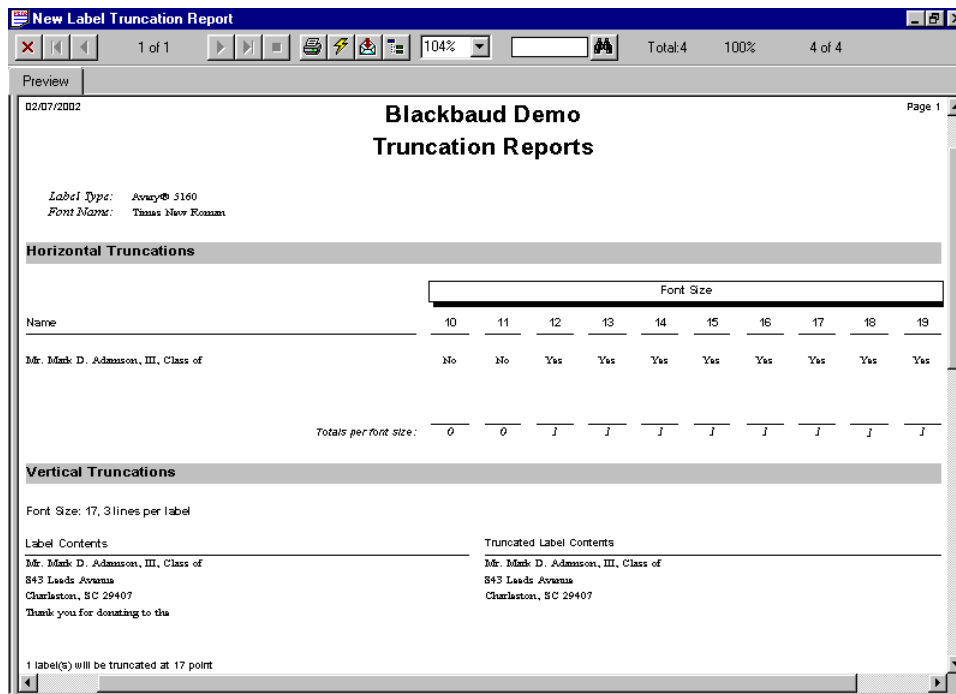 New Label Truncation Report
1 of 1
104%
Total:4 100% 4 of 4
Preview
02/07/2002
Page 1
Blackbaud Demo
Truncation Reports
Label Type: Avery® 5160
Font Name: Times New Roman
Horizontal Truncations
Font Size
Name 10 11 12 13 14 15 16 17 18 19
Mr. Mark D. Adamson, III, Class of No No Yes Yes Yes Yes Yes Yes Yes Yes
Totals per font size: 0 0 1 1 1 1 1 1 1 1
Vertical Truncations
Font Size: 17, 3 lines per label
Label Contents
Mr. Mark D. Adamson, III, Class of
843 Leeds Avenue
Charleston, SC 29407
Thank you for donating to the
Truncated Label Contents
Mr. Mark D. Adamson, III, Class of
843 Leeds Avenue
Charleston, SC 29407
1 label(s) will be truncated at 17 point